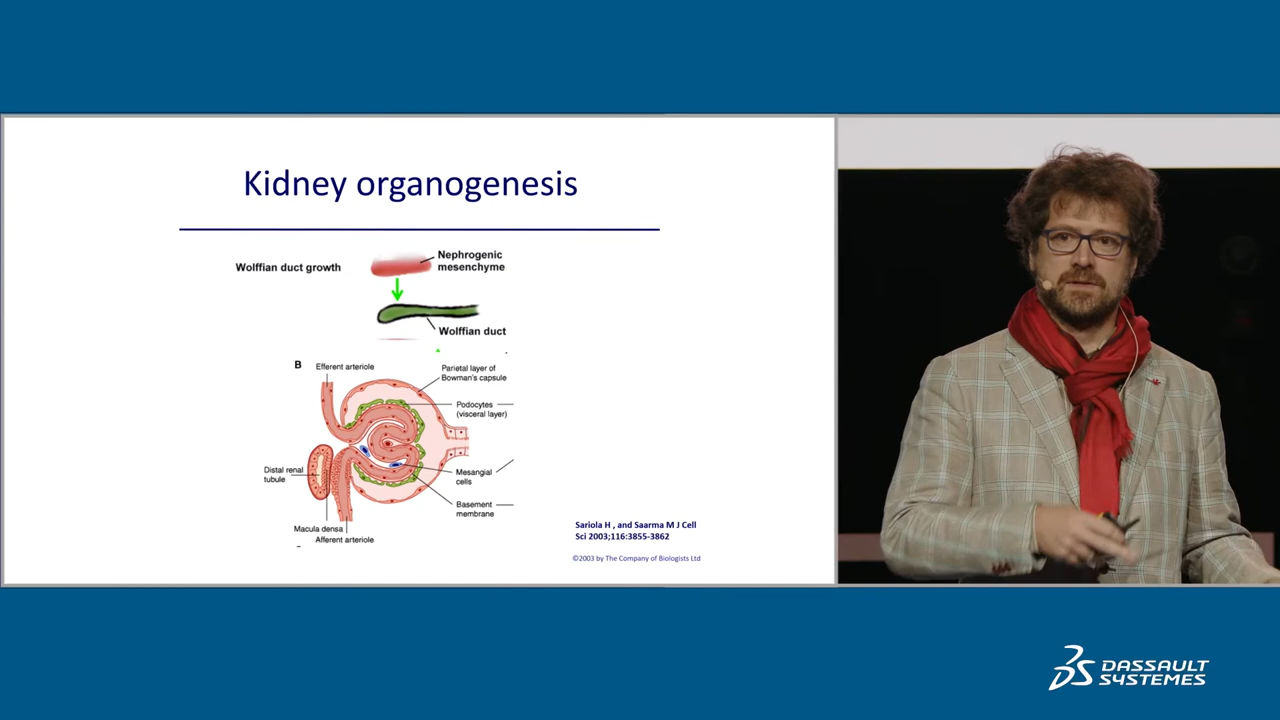 Kidney organogenesis
Wolffian duct growth
Nephrogenic
mesenchyme
Wolffian duct
B
Efferent arteriole
Parietal layer of
Bowman's capsule
Podocytes
(visceral layer)
Distal renal
tubule
Mesangial
cells
Basement
membrane
Macula densa
Afferent arteriole
Sariola H , and Saarma M J Cell
Sci 2003;116:3855-3862
©2003 by The Company of Biologists Ltd
DASSAULT
SYSTEMES